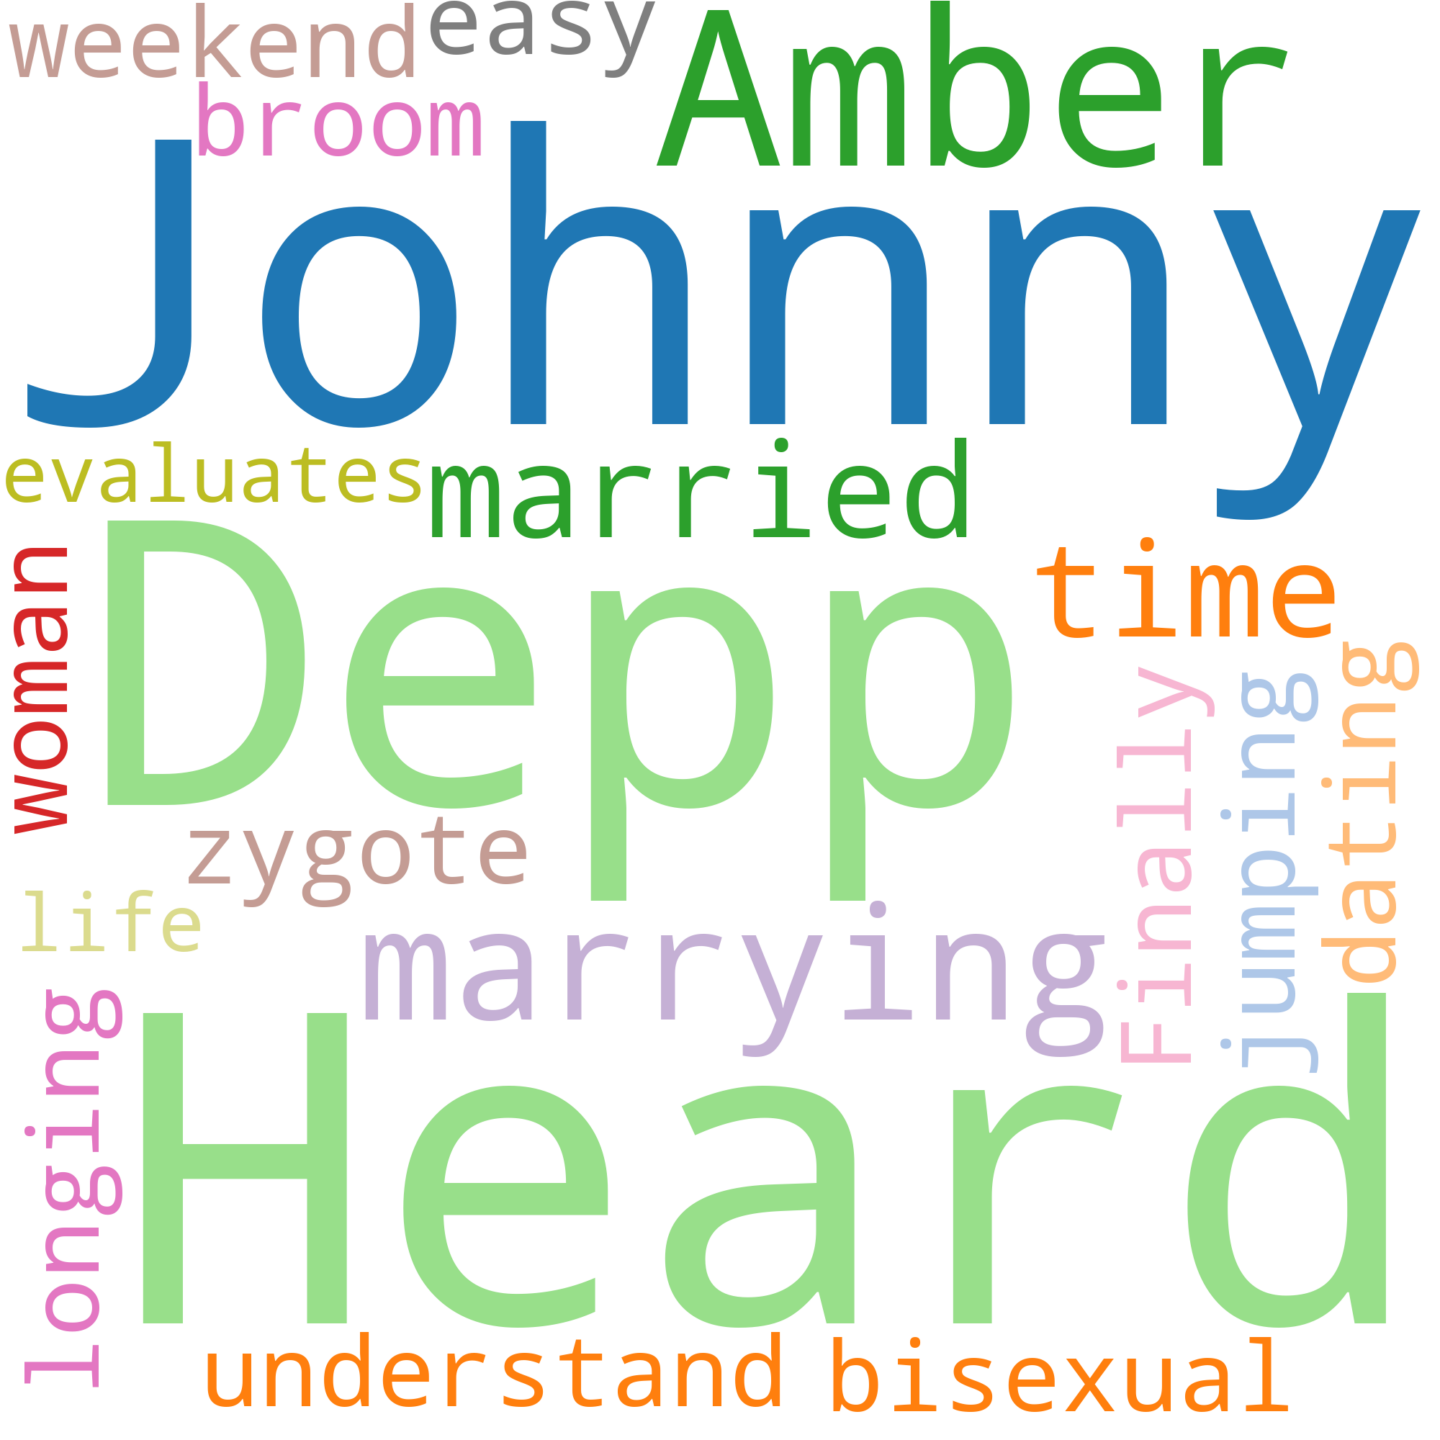 weekend easy Amber
broom
Johnny
evaluates married
woman
Depp
time
Finally
jumping
dating
zygote
life
marrying
longing
Heard
understand bisexual